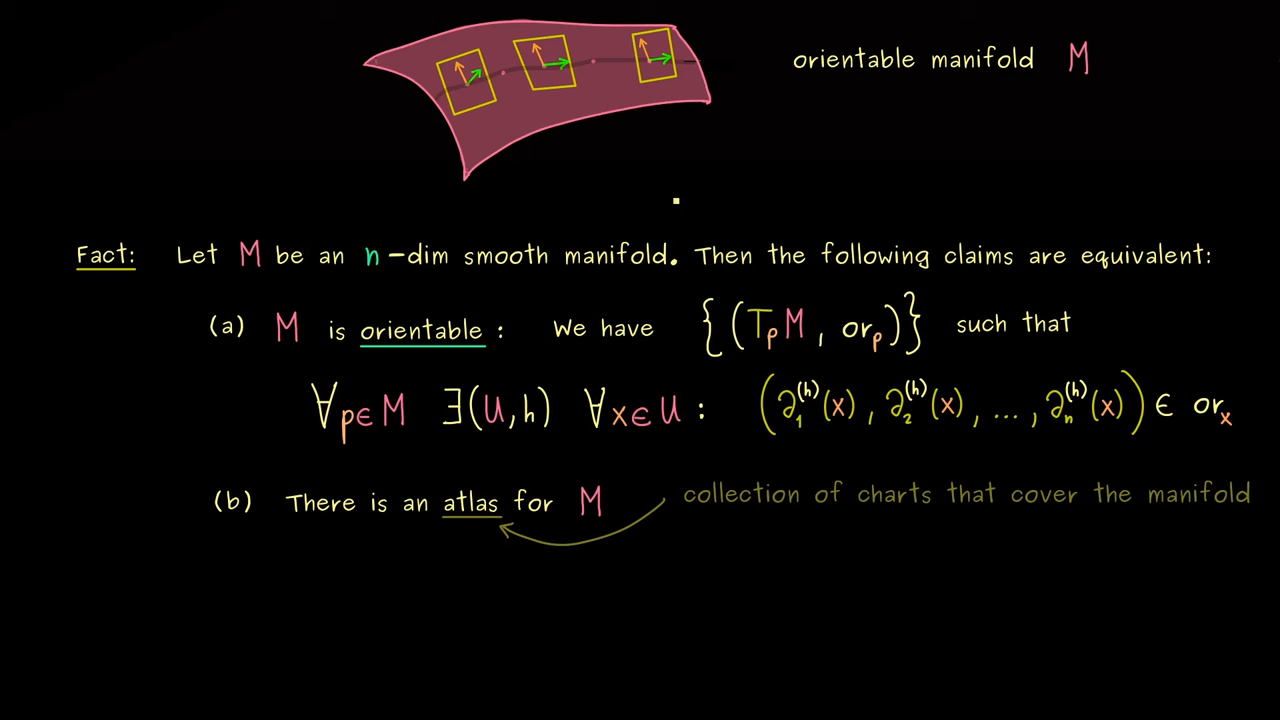 orientable manifold M
Fact: Let M be an n-dim smooth manifold. Then the following claims are equivalent:
(a) M is orientable: We have {(TₚM, orₚ)} such that
∀p∈M ∃(U,h) ∀x∈U: (∂₁⁽ʰ⁾(x), ∂₂⁽ʰ⁾(x), ..., ∂ₙ⁽ʰ⁾(x)) ∈ orₓ
(b) There is an atlas for M collection of charts that cover the manifold